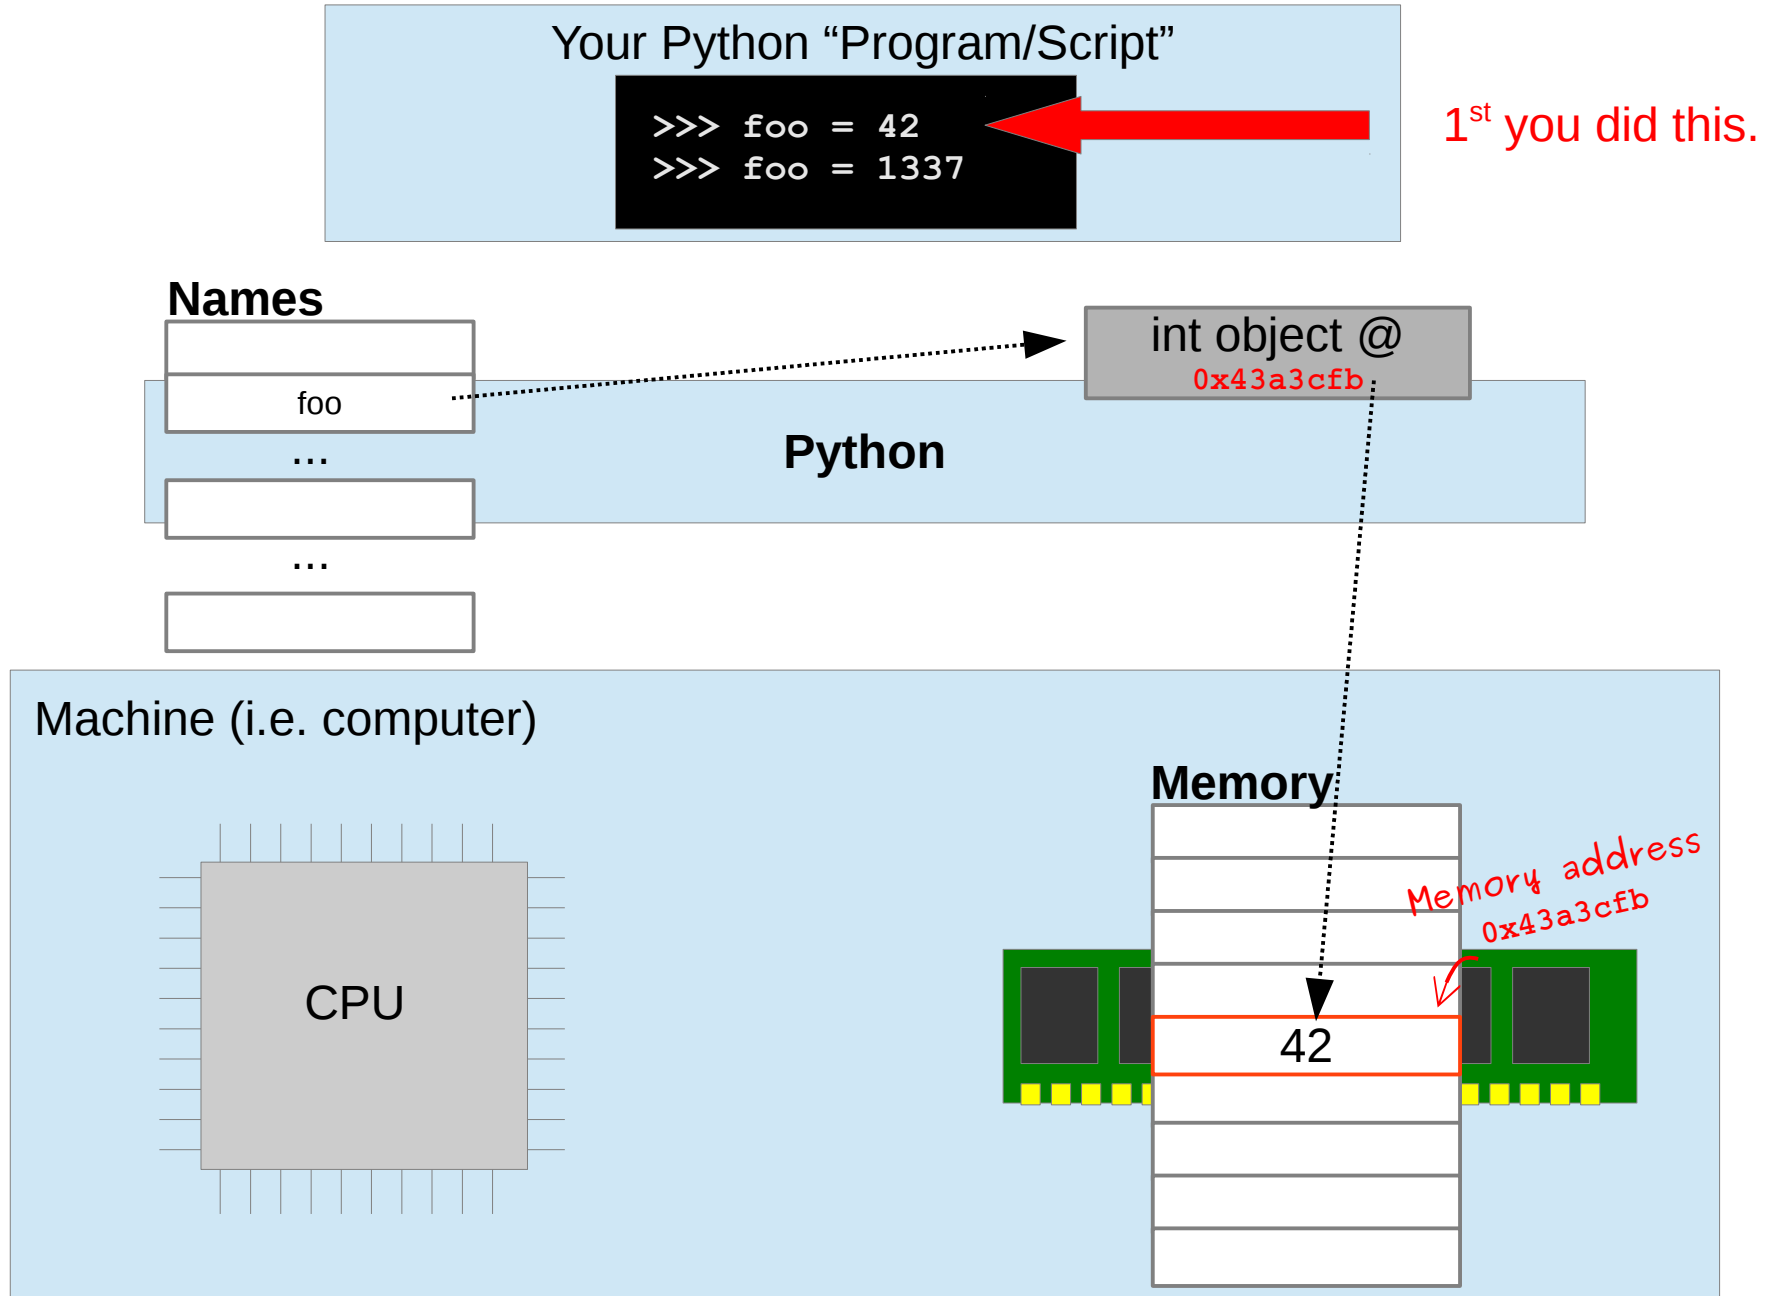 Your Python “Program/Script”
>>> foo = 42
>>> foo = 1337
1st you did this.
Names
foo
...
...
int object @
0x43a3cfb
Python
Machine (i.e. computer)
CPU
Memory
Memory address
0x43a3cfb
42